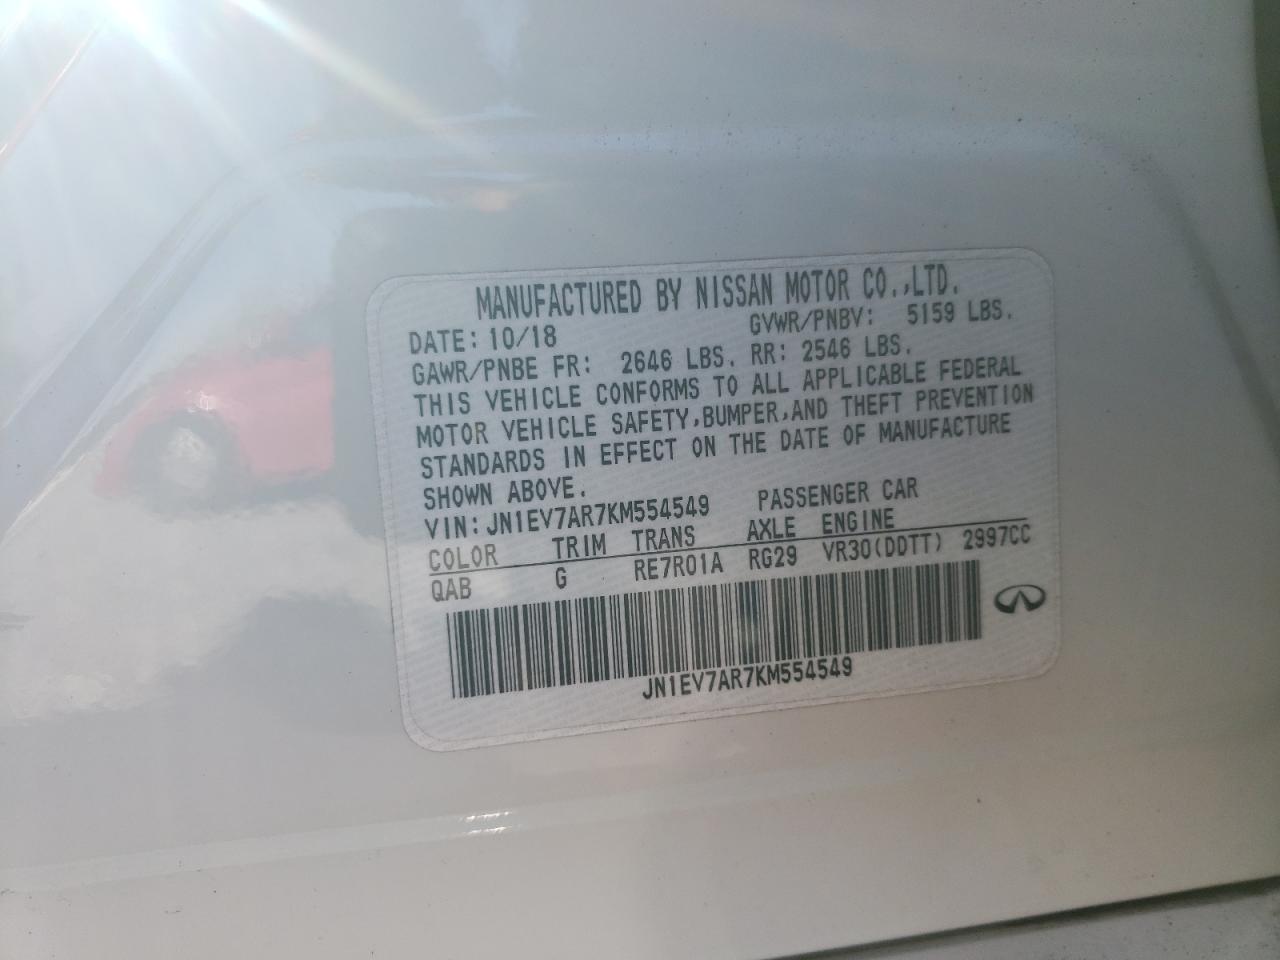 MANUFACTURED BY NISSAN MOTOR CO.,LTD.
DATE: 10/18 GVWR/PNBV: 5159 LBS.
GAWR/PNBE FR: 2646 LBS. RR: 2546 LBS.
THIS VEHICLE CONFORMS TO ALL APPLICABLE FEDERAL
MOTOR VEHICLE SAFETY,BUMPER,AND THEFT PREVENTION
STANDARDS IN EFFECT ON THE DATE OF MANUFACTURE
SHOWN ABOVE.
VIN: JN1EV7AR7KM554549 PASSENGER CAR
COLOR TRIM TRANS AXLE ENGINE
QAB G RE7R01A RG29 VR30(DDTT) 2997CC
JN1EV7AR7KM554549